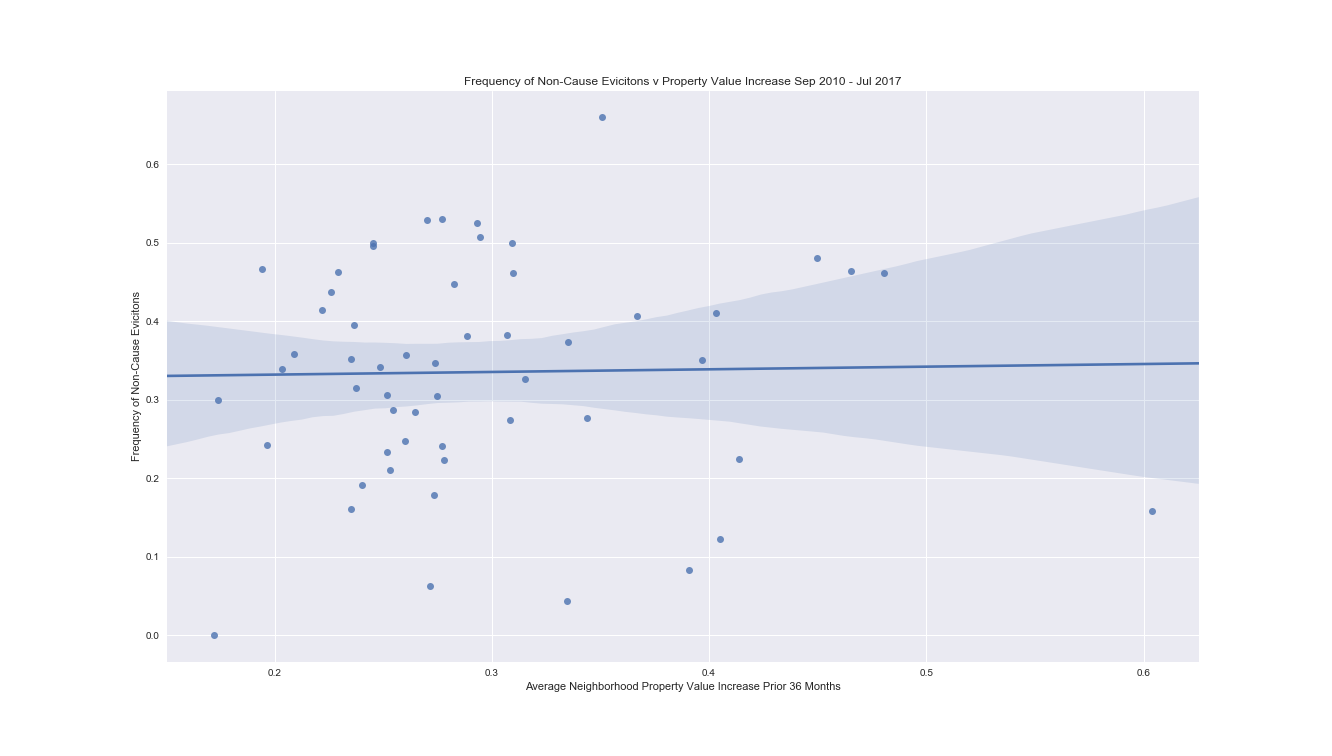 Frequency of Non-Cause Evicitons v Property Value Increase Sep 2010 - Jul 2017
0.6
0.5
0.4
0.3
0.2
0.1
0.0
Frequency of Non-Cause Evicitons
0.2 0.3 0.4 0.5 0.6
Average Neighborhood Property Value Increase Prior 36 Months